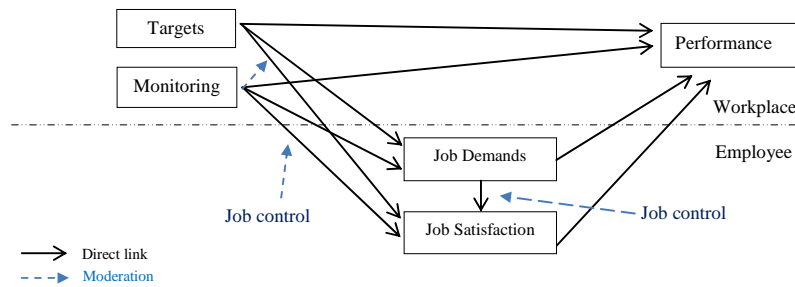 Targets
Performance
Monitoring
Workplace
Employee
Job Demands
Job control
Job control
Job Satisfaction
Direct link
Moderation